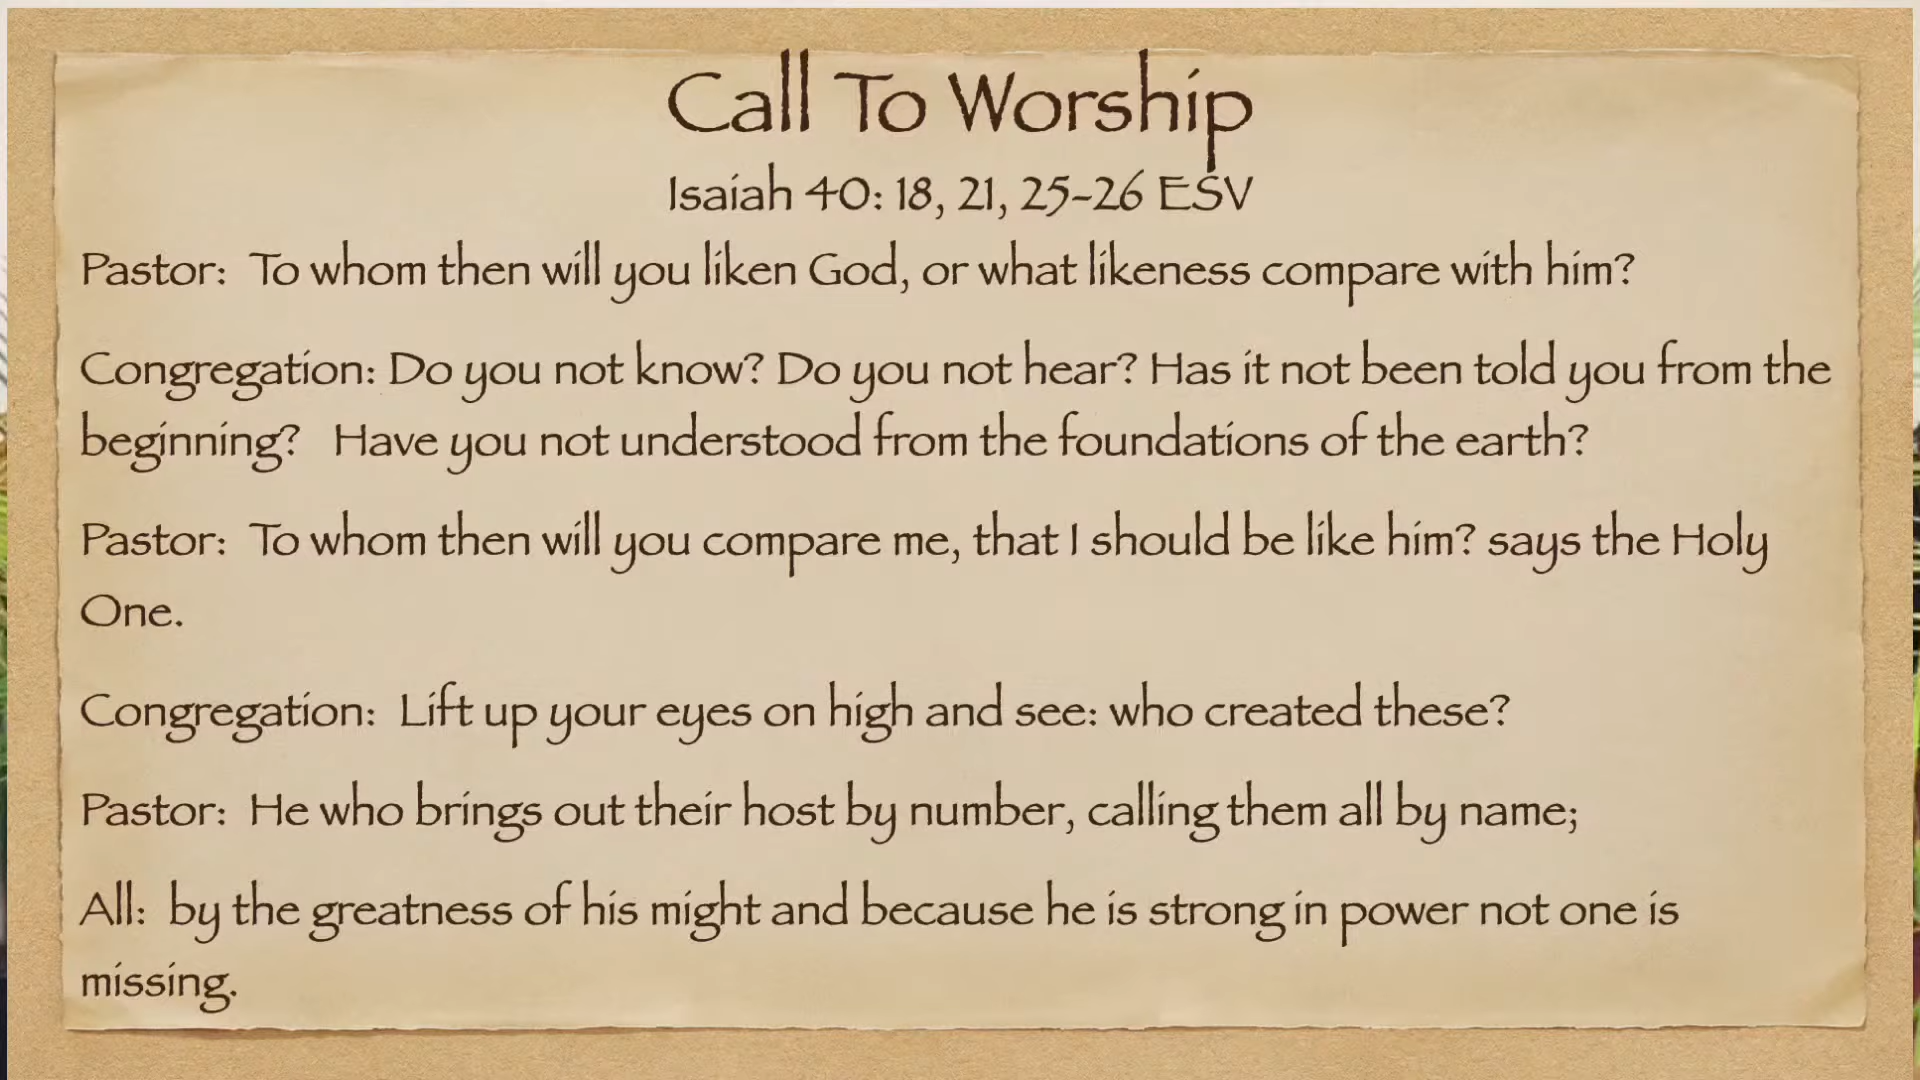 Call To Worship
Isaiah 40: 18, 21, 25-26 ESV
Pastor:  To whom then will you liken God, or what likeness compare with him?
Congregation: Do you not know? Do you not hear? Has it not been told you from the
beginning?   Have you not understood from the foundations of the earth?
Pastor:  To whom then will you compare me, that I should be like him? says the Holy
One.
Congregation:  Lift up your eyes on high and see: who created these?
Pastor:  He who brings out their host by number, calling them all by name;
All:  by the greatness of his might and because he is strong in power not one is
missing.